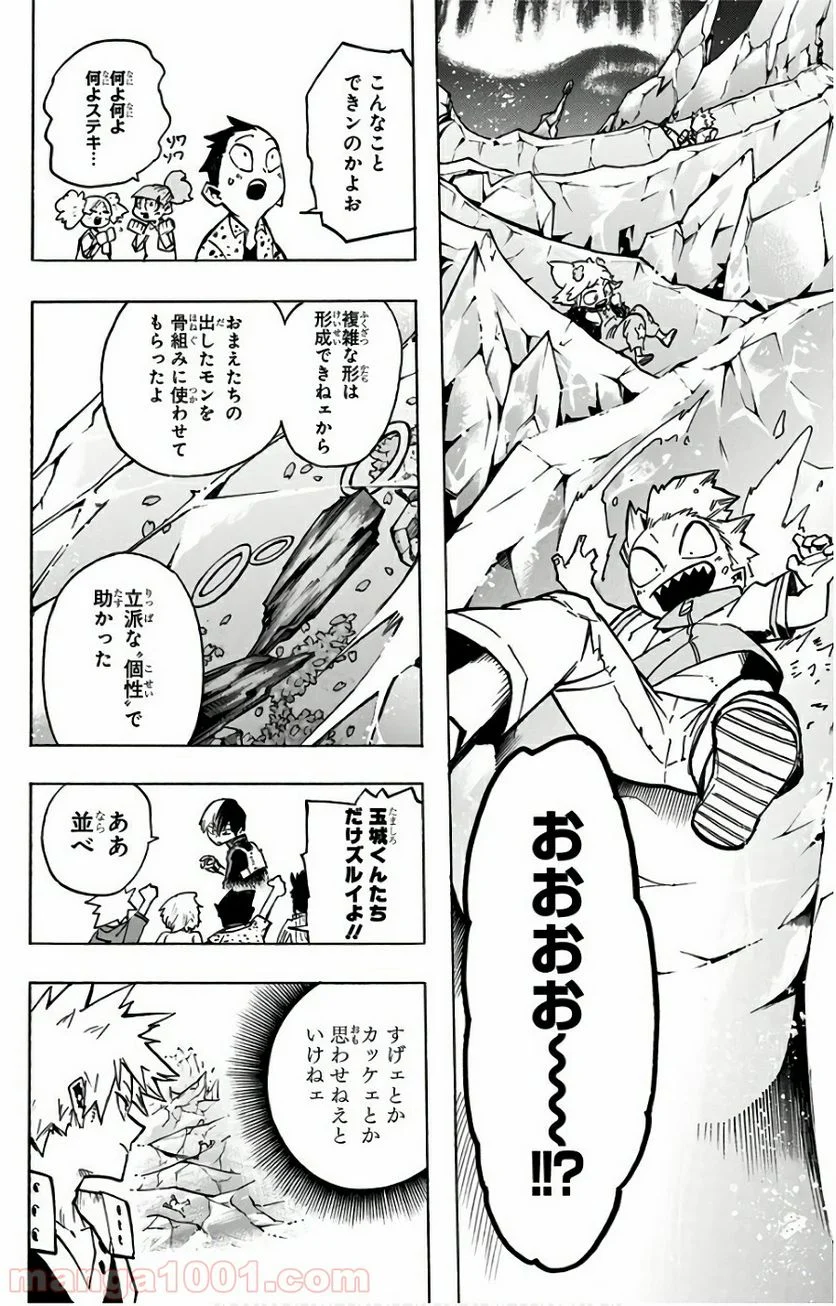 おおおお～～～!!?
こんなこと
できンのかよお
ソワ
ソワ
何よ何よ
何よステキ…
複雑な形は
形成できねェから
おまえたちの
出したモンを
骨組みに使わせて
もらったよ
立派な〝個性〟で
助かった
玉城くんたち
だけズルイよ!!
ああ
並べ
すげェとか
カッケェとか
思わせねえと
いけねェ
manga1001.com